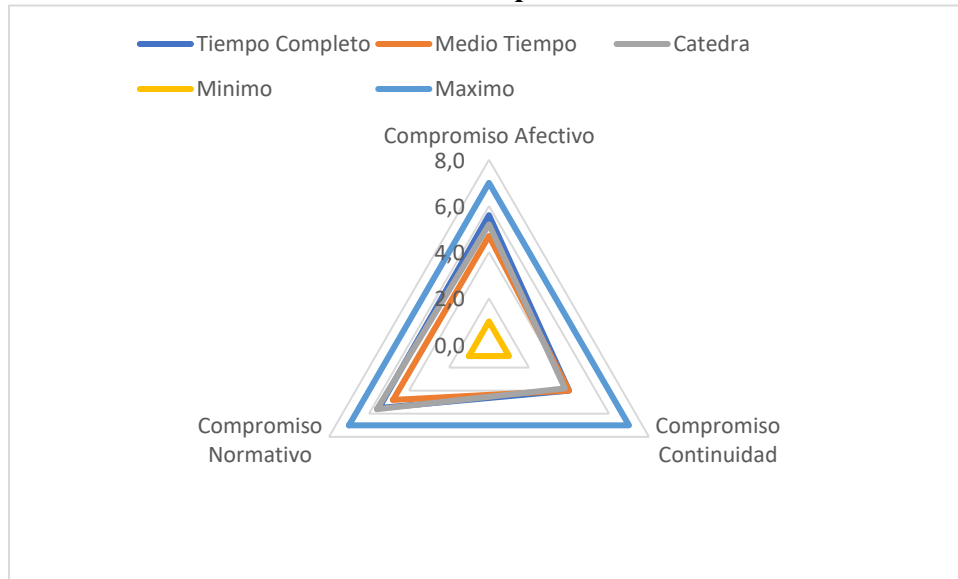 Tiempo Completo Medio Tiempo Catedra
Minimo Maximo
Compromiso Afectivo
8,0
6,0
4,0
2,0
0,0
Compromiso
Normativo
Compromiso
Continuidad